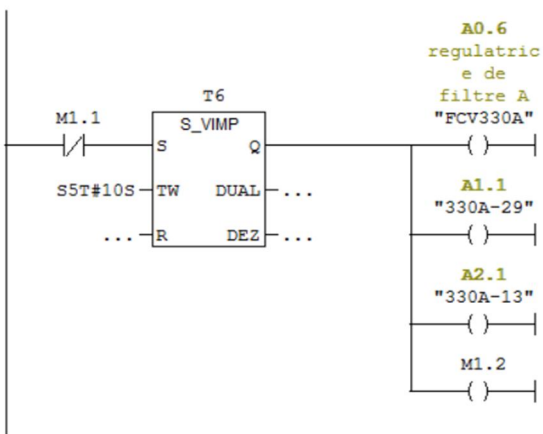 A0.6
regulatric
e de
filtre A
T6
M1.1
S_VIMP
"FCV330A"
S
Q
A1.1
S5T#10S
TW
DUAL
...
"330A-29"
...
R
DEZ
...
A2.1
"330A-13"
M1.2